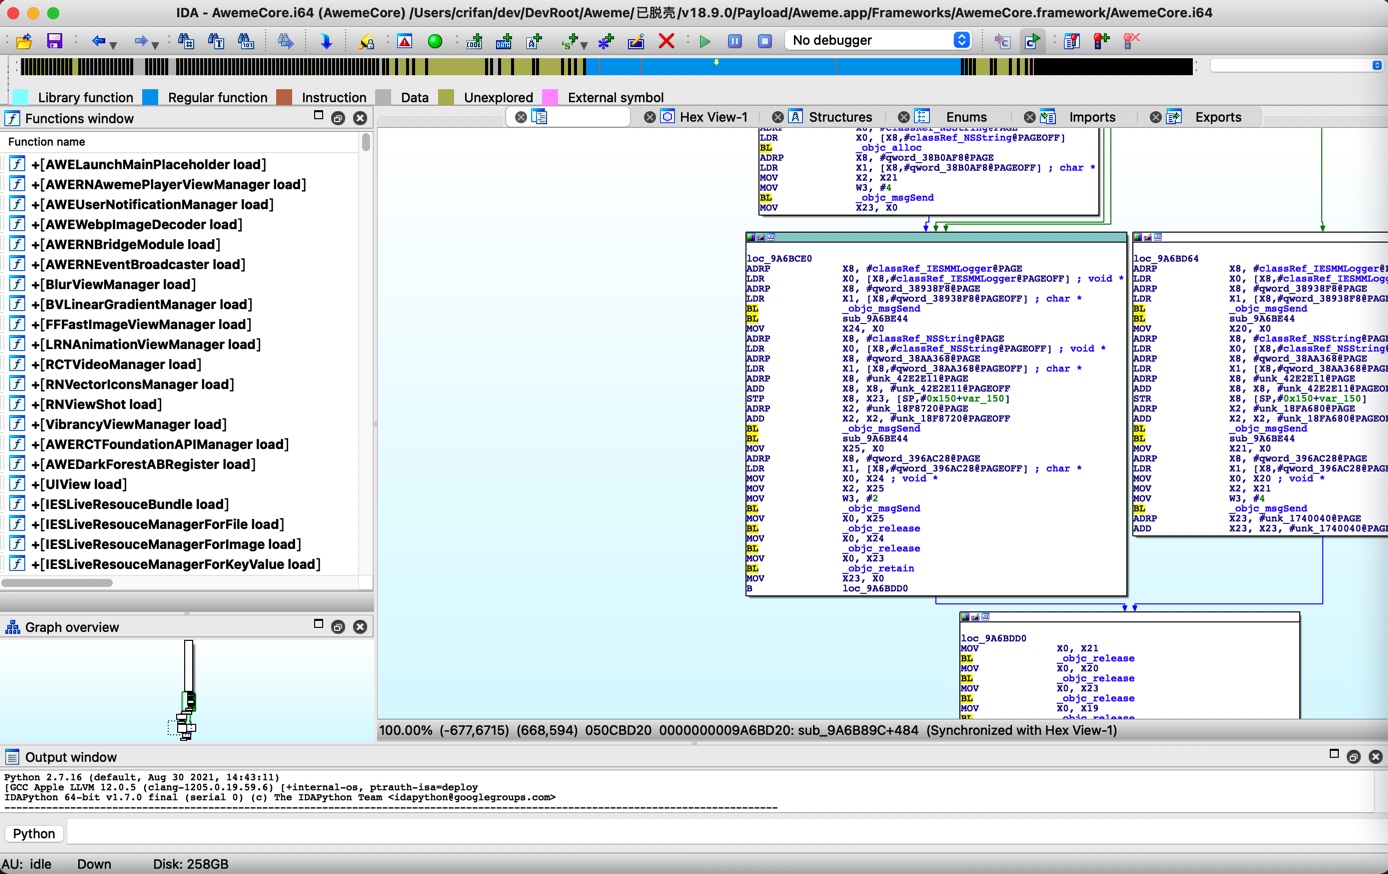 IDA - AwemeCore.i64 (AwemeCore) /Users/crifan/dev/DevRoot/Aweme/已脱壳/v18.9.0/Payload/Aweme.app/Frameworks/AwemeCore.framework/AwemeCore.i64
No debugger
Library function Regular function Instruction Data Unexplored External symbol
Functions window
Function name
+[AWELaunchMainPlaceholder load]
+[AWERNAwemePlayerViewManager load]
+[AWEUserNotificationManager load]
+[AWEWebpImageDecoder load]
+[AWERNBridgeModule load]
+[AWERNEventBroadcaster load]
+[BlurViewManager load]
+[BVLinearGradientManager load]
+[FFFastImageViewManager load]
+[LRNAnimationViewManager load]
+[RCTVideoManager load]
+[RNVectorIconsManager load]
+[RNViewShot load]
+[VibrancyViewManager load]
+[AWERCTFoundationAPIManager load]
+[AWEDarkForestABRegister load]
+[UIView load]
+[IESLiveResouceBundle load]
+[IESLiveResouceManagerForFile load]
+[IESLiveResouceManagerForImage load]
+[IESLiveResouceManagerForKeyValue load]
Graph overview
Hex View-1 Structures Enums Imports Exports
ADRP X8, #classRef_NSString@PAGE
LDR X0, [X8,#classRef_NSString@PAGEOFF]
BL _objc_alloc
ADRP X8, #qword_38B0AF8@PAGE
LDR X1, [X8,#qword_38B0AF8@PAGEOFF] ; char *
MOV X2, X21
MOV W3, #4
BL _objc_msgSend
MOV X23, X0
loc_9A6BCE0
ADRP X8, #classRef_IESMMLogger@PAGE
LDR X0, [X8,#classRef_IESMMLogger@PAGEOFF] ; void *
ADRP X8, #qword_38938F8@PAGE
LDR X1, [X8,#qword_38938F8@PAGEOFF] ; char *
BL _objc_msgSend
BL sub_9A6BE44
MOV X24, X0
ADRP X8, #classRef_NSString@PAGE
LDR X0, [X8,#classRef_NSString@PAGEOFF] ; void *
ADRP X8, #qword_38AA368@PAGE
LDR X1, [X8,#qword_38AA368@PAGEOFF] ; char *
ADRP X8, #unk_42E2E11@PAGE
ADD X8, X8, #unk_42E2E11@PAGEOFF
STP X8, X23, [SP,#0x150+var_150]
ADRP X2, #unk_18F8720@PAGE
ADD X2, X2, #unk_18F8720@PAGEOFF
BL _objc_msgSend
BL sub_9A6BE44
MOV X25, X0
ADRP X8, #qword_396AC28@PAGE
LDR X1, [X8,#qword_396AC28@PAGEOFF] ; char *
MOV X0, X24 ; void *
MOV X2, X25
MOV W3, #2
BL _objc_msgSend
MOV X0, X25
BL _objc_release
MOV X0, X24
BL _objc_release
MOV X0, X23
BL _objc_retain
MOV X23, X0
B loc_9A6BDD0
loc_9A6BD64
ADRP X8, #classRef_IESMMLogger@P
LDR X0, [X8,#classRef_IESMMLogg
ADRP X8, #qword_38938F8@PAGE
LDR X1, [X8,#qword_38938F8@PAGE
BL _objc_msgSend
BL sub_9A6BE44
MOV X20, X0
ADRP X8, #classRef_NSString@PAGE
LDR X0, [X8,#classRef_NSString@
ADRP X8, #qword_38AA368@PAGE
LDR X1, [X8,#qword_38AA368@PAGE
ADRP X8, #unk_42E2E11@PAGE
ADD X8, X8, #unk_42E2E11@PAGEOF
STR X8, [SP,#0x150+var_150]
ADRP X2, #unk_18FA680@PAGE
ADD X2, X2, #unk_18FA680@PAGEOF
BL _objc_msgSend
BL sub_9A6BE44
MOV X21, X0
ADRP X8, #qword_396AC28@PAGE
LDR X1, [X8,#qword_396AC28@PAGE
MOV X0, X20 ; void *
MOV X2, X21
MOV W3, #4
BL _objc_msgSend
ADRP X23, #unk_1740040@PAGE
ADD X23, X23, #unk_1740040@PAGE
loc_9A6BDD0
MOV X0, X21
BL _objc_release
MOV X0, X20
BL _objc_release
MOV X0, X23
BL _objc_release
MOV X0, X19
BL _objc_release
100.00% (-677,6715) (668,594) 050CBD20 0000000009A6BD20: sub_9A6B89C+484 (Synchronized with Hex View-1)
Output window
Python 2.7.16 (default, Aug 30 2021, 14:43:11)
[GCC Apple LLVM 12.0.5 (clang-1205.0.19.59.6) [+internal-os, ptrauth-isa=deploy
IDAPython 64-bit v1.7.0 final (serial 0) (c) The IDAPython Team <idapython@googlegroups.com>
Python
AU: idle Down Disk: 258GB